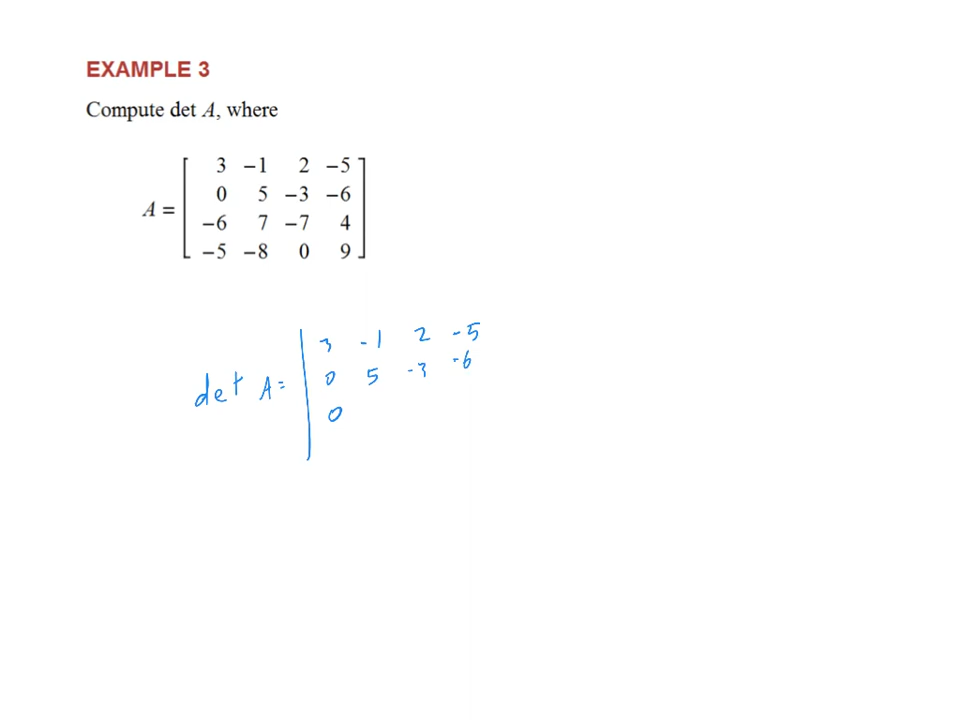 EXAMPLE 3
Compute det A, where
A = [ 3 −1 2 −5
0 5 −3 −6
−6 7 −7 4
−5 −8 0 9 ]
det A = | 3 -1 2 -5
0 5 -3 -6
0